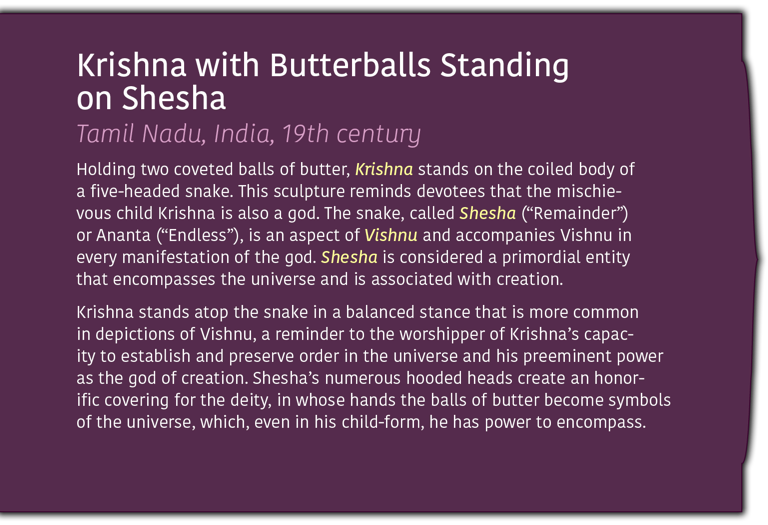 Krishna with Butterballs Standing
on Shesha
Tamil Nadu, India, 19th century
Holding two coveted balls of butter, Krishna stands on the coiled body of
a five-headed snake. This sculpture reminds devotees that the mischie-
vous child Krishna is also a god. The snake, called Shesha (“Remainder”)
or Ananta (“Endless”), is an aspect of Vishnu and accompanies Vishnu in
every manifestation of the god. Shesha is considered a primordial entity
that encompasses the universe and is associated with creation.
Krishna stands atop the snake in a balanced stance that is more common
in depictions of Vishnu, a reminder to the worshipper of Krishna’s capac-
ity to establish and preserve order in the universe and his preeminent power
as the god of creation. Shesha’s numerous hooded heads create an honor-
ific covering for the deity, in whose hands the balls of butter become symbols
of the universe, which, even in his child-form, he has power to encompass.